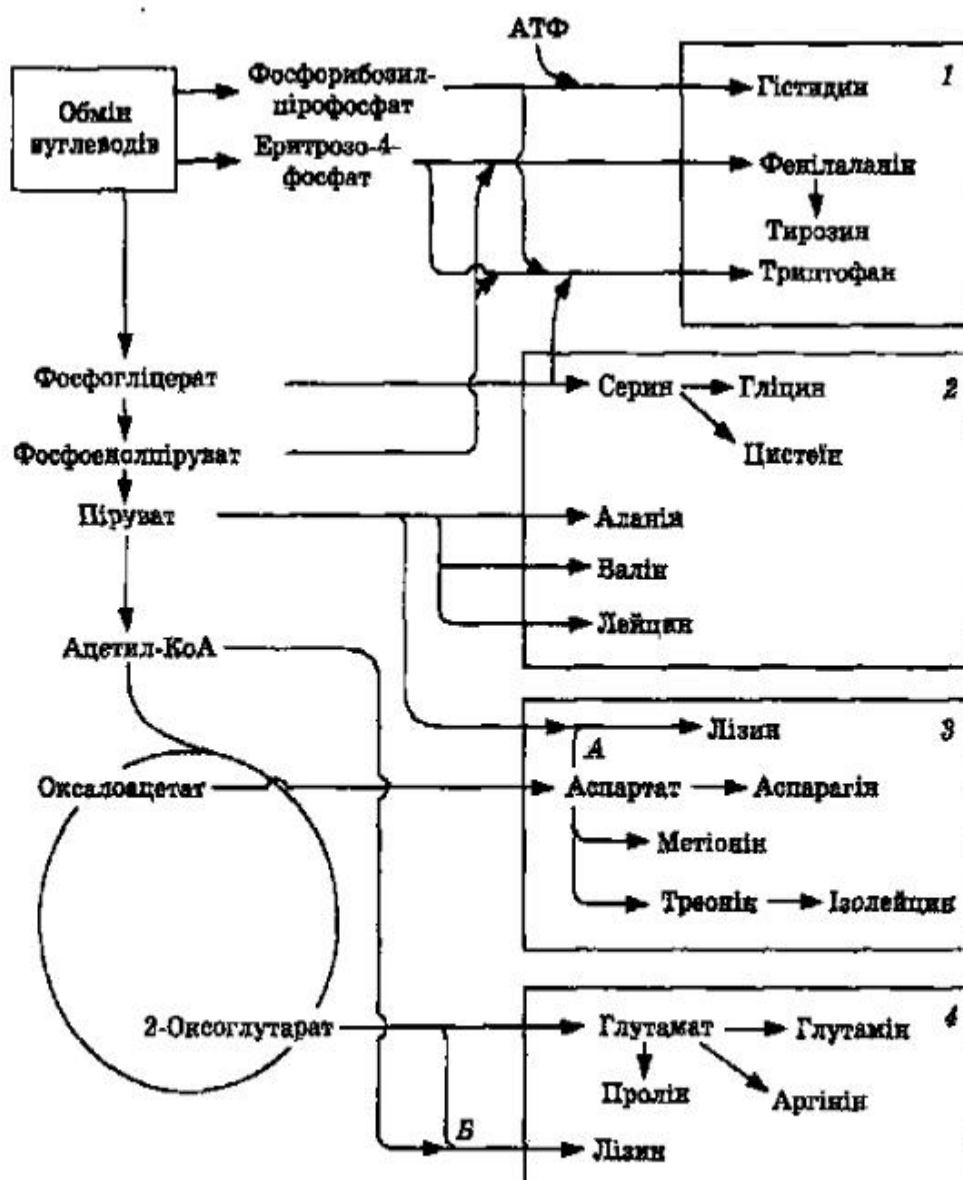 АТФ
1
Обмін
вуглеводів
Фосфорибозил-
пірофосфат
Гістидин
Еритрозо-4-
фосфат
Фенілаланін
Тирозин
Триптофан
2
Фосфогліцерат
Серин
Гліцин
Цистеїн
Фосфоенолпіруват
Піруват
Аланін
Валін
Лейцин
Ацетил-КоА
3
Лізин
А
Оксалоацетат
Аспартат
Аспарагін
Метіонін
Треонін
Ізолейцин
4
2-Оксоглутарат
Глутамат
Глутамін
Пролін
Аргінін
Б
Лізин